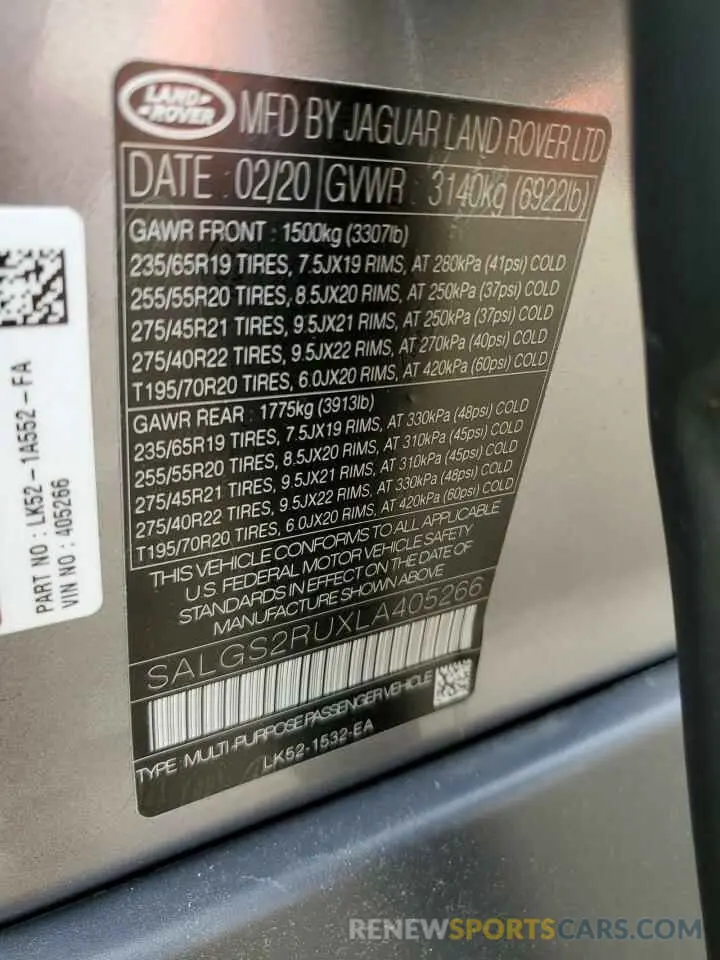 LAND ROVER
MFD BY JAGUAR LAND ROVER LTD
DATE : 02/20 GVWR : 3140kg (6922lb)
GAWR FRONT : 1500kg (3307lb)
235/65R19 TIRES, 7.5JX19 RIMS, AT 280kPa (41psi) COLD
255/55R20 TIRES, 8.5JX20 RIMS, AT 250kPa (37psi) COLD
275/45R21 TIRES, 9.5JX21 RIMS, AT 250kPa (37psi) COLD
275/40R22 TIRES, 9.5JX22 RIMS, AT 270kPa (40psi) COLD
T195/70R20 TIRES, 6.0JX20 RIMS, AT 420kPa (60psi) COLD
GAWR REAR : 1775kg (3913lb)
235/65R19 TIRES, 7.5JX19 RIMS, AT 330kPa (48psi) COLD
255/55R20 TIRES, 8.5JX20 RIMS, AT 310kPa (45psi) COLD
275/45R21 TIRES, 9.5JX21 RIMS, AT 310kPa (45psi) COLD
275/40R22 TIRES, 9.5JX22 RIMS, AT 330kPa (48psi) COLD
T195/70R20 TIRES, 6.0JX20 RIMS, AT 420kPa (60psi) COLD
THIS VEHICLE CONFORMS TO ALL APPLICABLE
U.S. FEDERAL MOTOR VEHICLE SAFETY
STANDARDS IN EFFECT ON THE DATE OF
MANUFACTURE SHOWN ABOVE
SALGS2RUXLA405266
TYPE : MULTI-PURPOSE PASSENGER VEHICLE
LK52-1532-EA
PART NO : LK52-1A552-FA
VIN NO : 405266
RENEWSPORTSCARS.COM